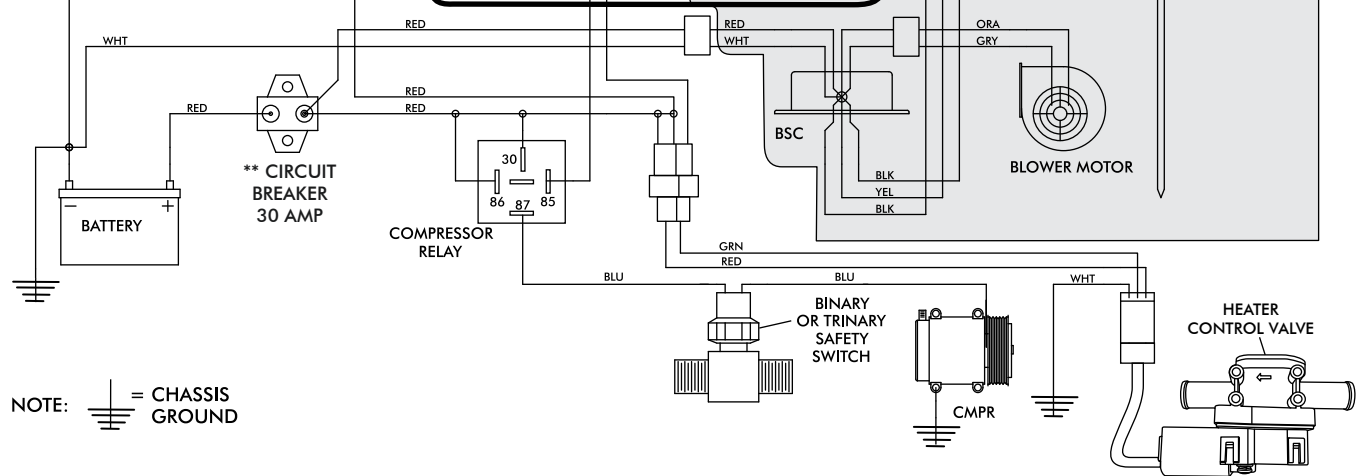 RED
RED
ORA
WHT
WHT
GRY
RED
RED
RED
BSC
BLOWER MOTOR
** CIRCUIT
BREAKER
30 AMP
30
86
87
85
BLK
YEL
BLK
− +
BATTERY
COMPRESSOR
RELAY
GRN
RED
BLU
BLU
WHT
BINARY
OR TRINARY
SAFETY
SWITCH
HEATER
CONTROL VALVE
CMPR
NOTE:
= CHASSIS
GROUND